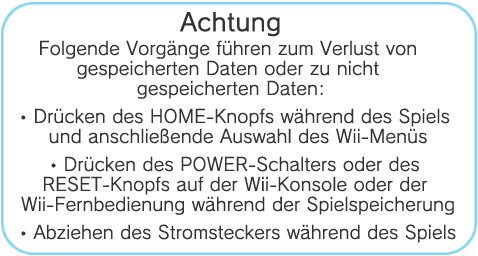 Achtung
Folgende Vorgänge führen zum Verlust von
gespeicherten Daten oder zu nicht
gespeicherten Daten:
• Drücken des HOME-Knopfs während des Spiels
und anschließende Auswahl des Wii-Menüs
• Drücken des POWER-Schalters oder des
RESET-Knopfs auf der Wii-Konsole oder der
Wii-Fernbedienung während der Spielspeicherung
• Abziehen des Stromsteckers während des Spiels